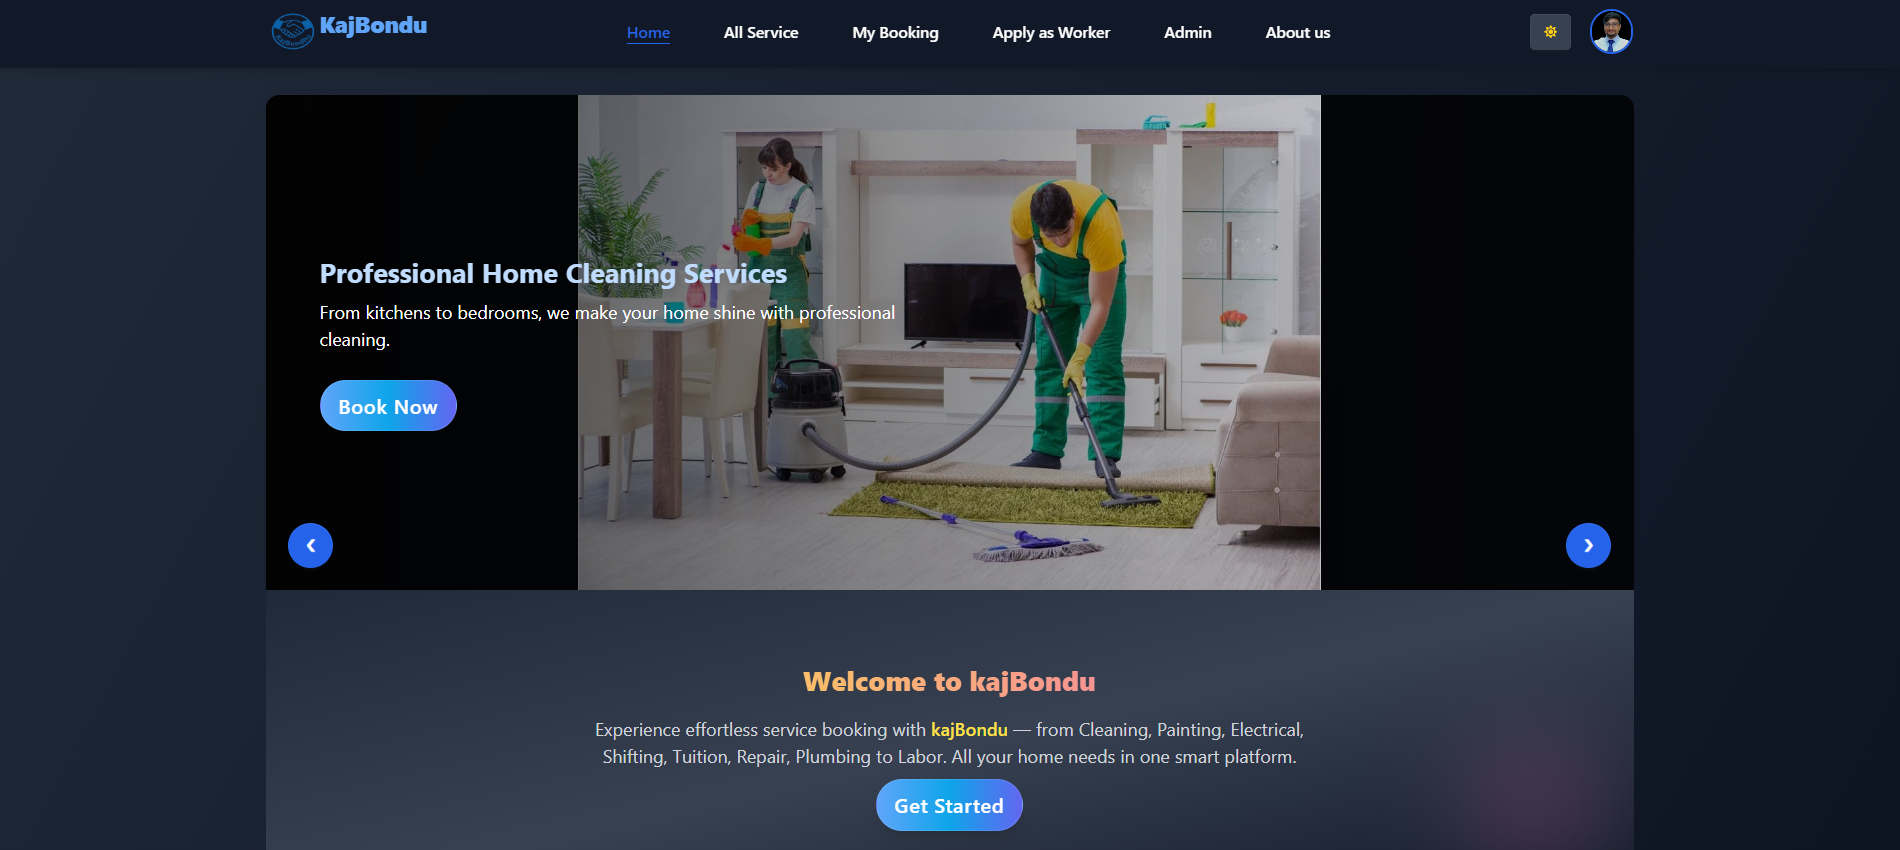 KajBondu
Home
All Service
My Booking
Apply as Worker
Admin
About us
Professional Home Cleaning Services
From kitchens to bedrooms, we make your home shine with professional
cleaning.
Book Now
Welcome to kajBondu
Experience effortless service booking with kajBondu — from Cleaning, Painting, Electrical,
Shifting, Tuition, Repair, Plumbing to Labor. All your home needs in one smart platform.
Get Started